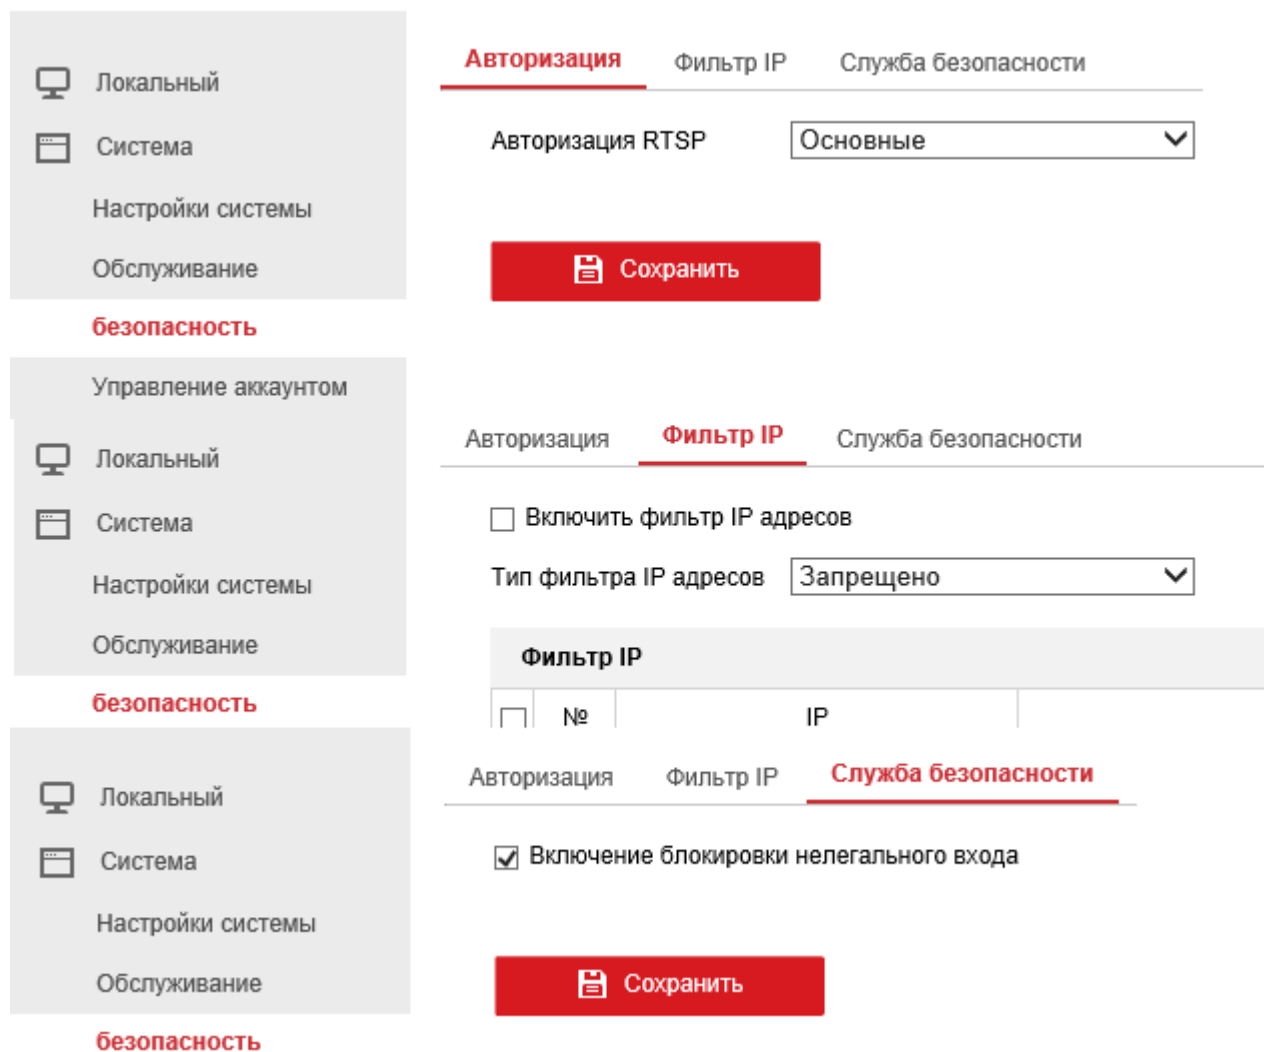 Локальный
Система
Настройки системы
Обслуживание
безопасность
Управление аккаунтом
Авторизация Фильтр IP Служба безопасности
Авторизация RTSP Основные
Сохранить
Локальный
Система
Настройки системы
Обслуживание
безопасность
Авторизация Фильтр IP Служба безопасности
Включить фильтр IP адресов
Тип фильтра IP адресов Запрещено
Фильтр IP
№ IP
Локальный
Система
Настройки системы
Обслуживание
безопасность
Авторизация Фильтр IP Служба безопасности
Включение блокировки нелегального входа
Сохранить